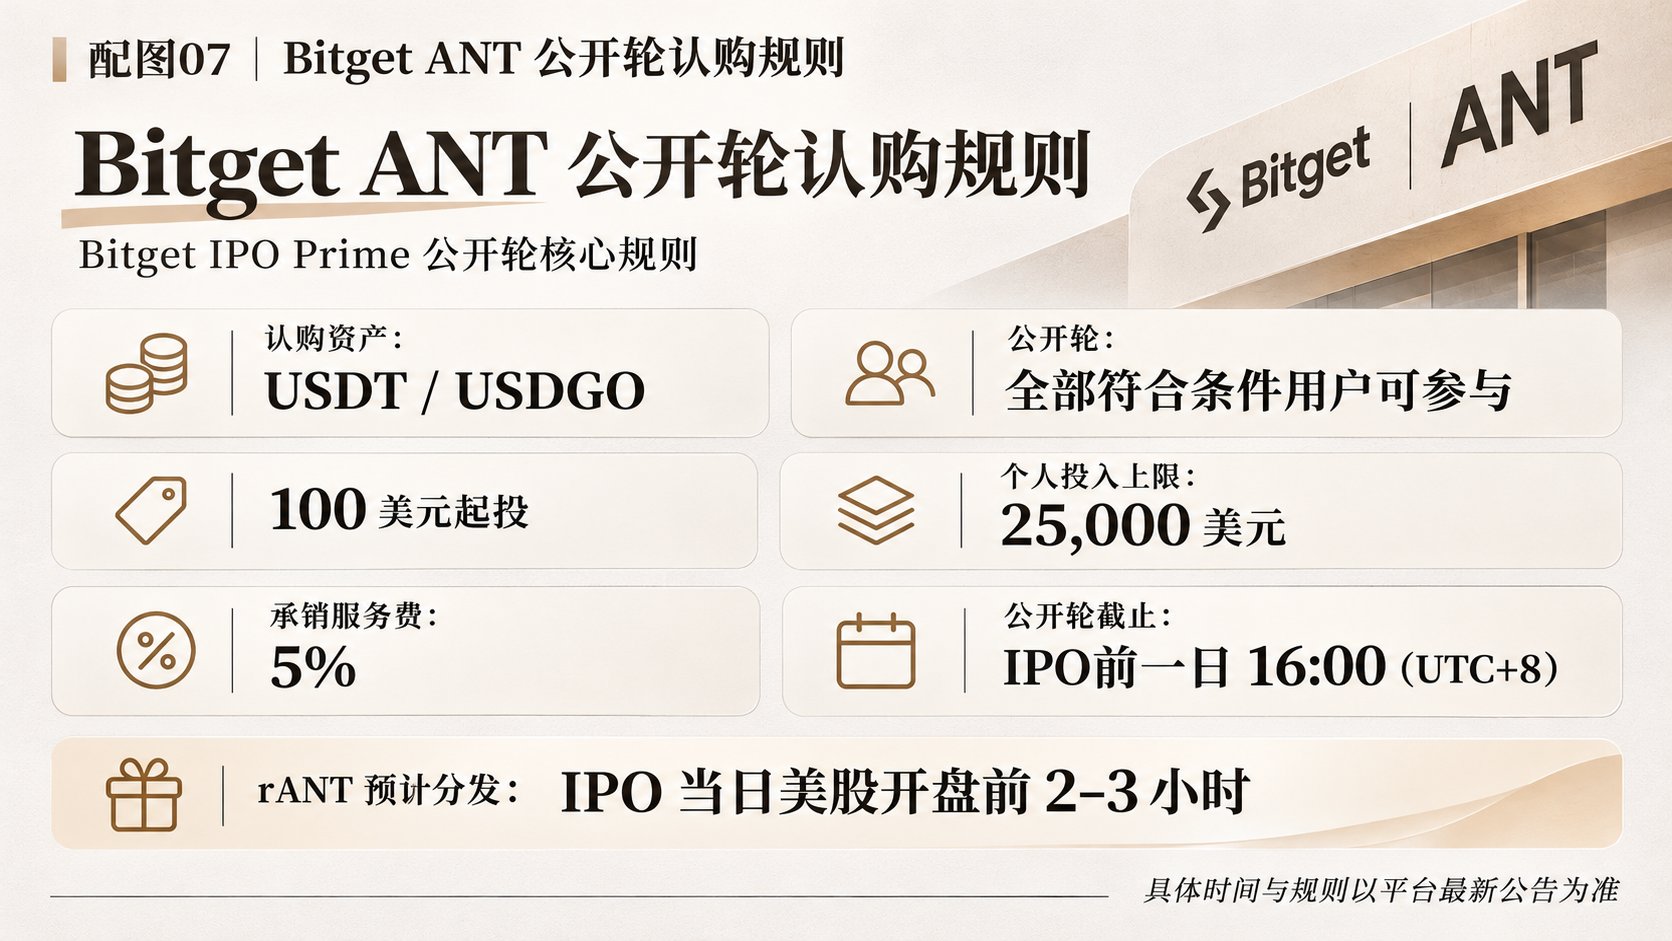 配图07｜Bitget ANT 公开轮认购规则
Bitget | ANT
Bitget ANT 公开轮认购规则
Bitget IPO Prime 公开轮核心规则
认购资产：
USDT / USDGO
公开轮：
全部符合条件用户可参与
100 美元起投
个人投入上限：
25,000 美元
承销服务费：
5%
公开轮截止：
IPO前一日 16:00 (UTC+8)
rANT 预计分发： IPO 当日美股开盘前 2–3 小时
具体时间与规则以平台最新公告为准